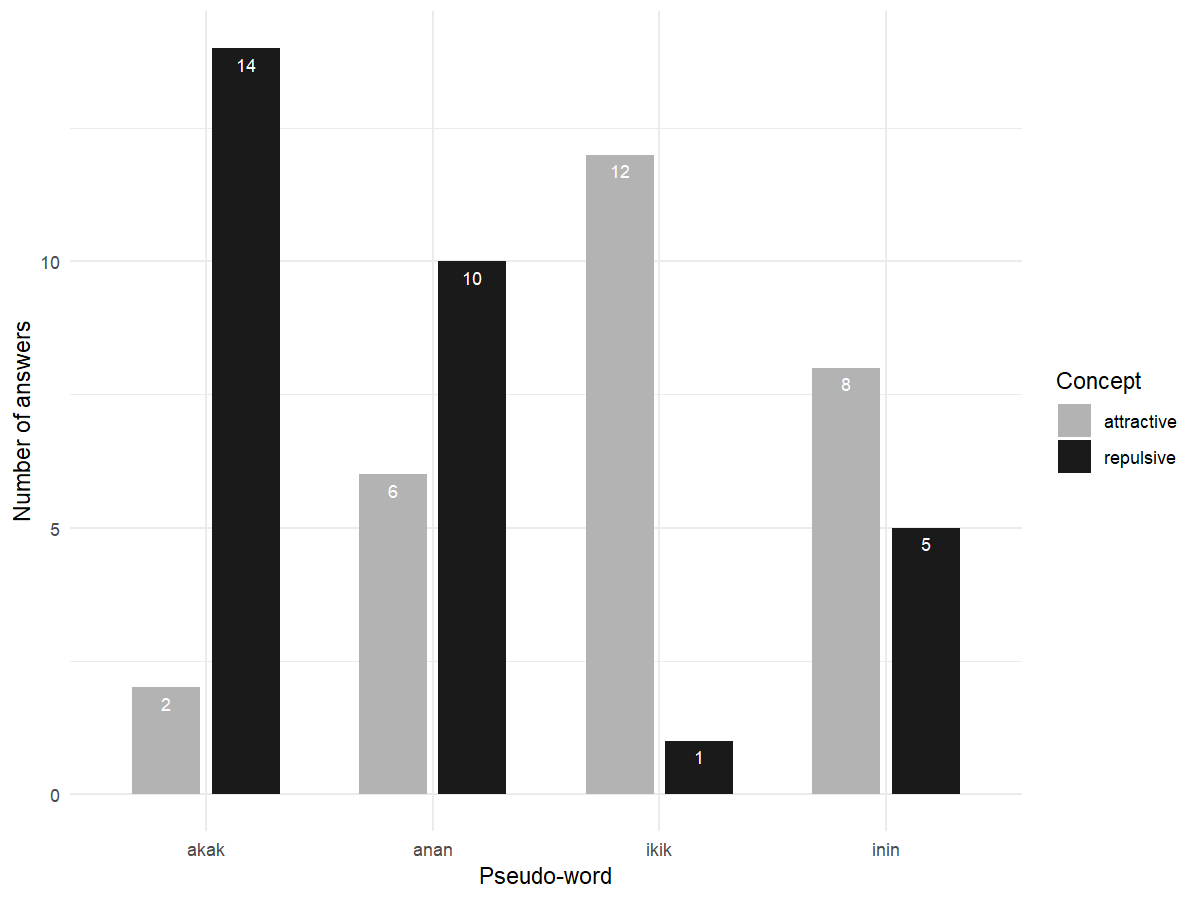 14
12
10
10
8
Concept
attractive
repulsive
6
5
5
2
1
0
akak anan ikik inin
Pseudo-word
Number of answers